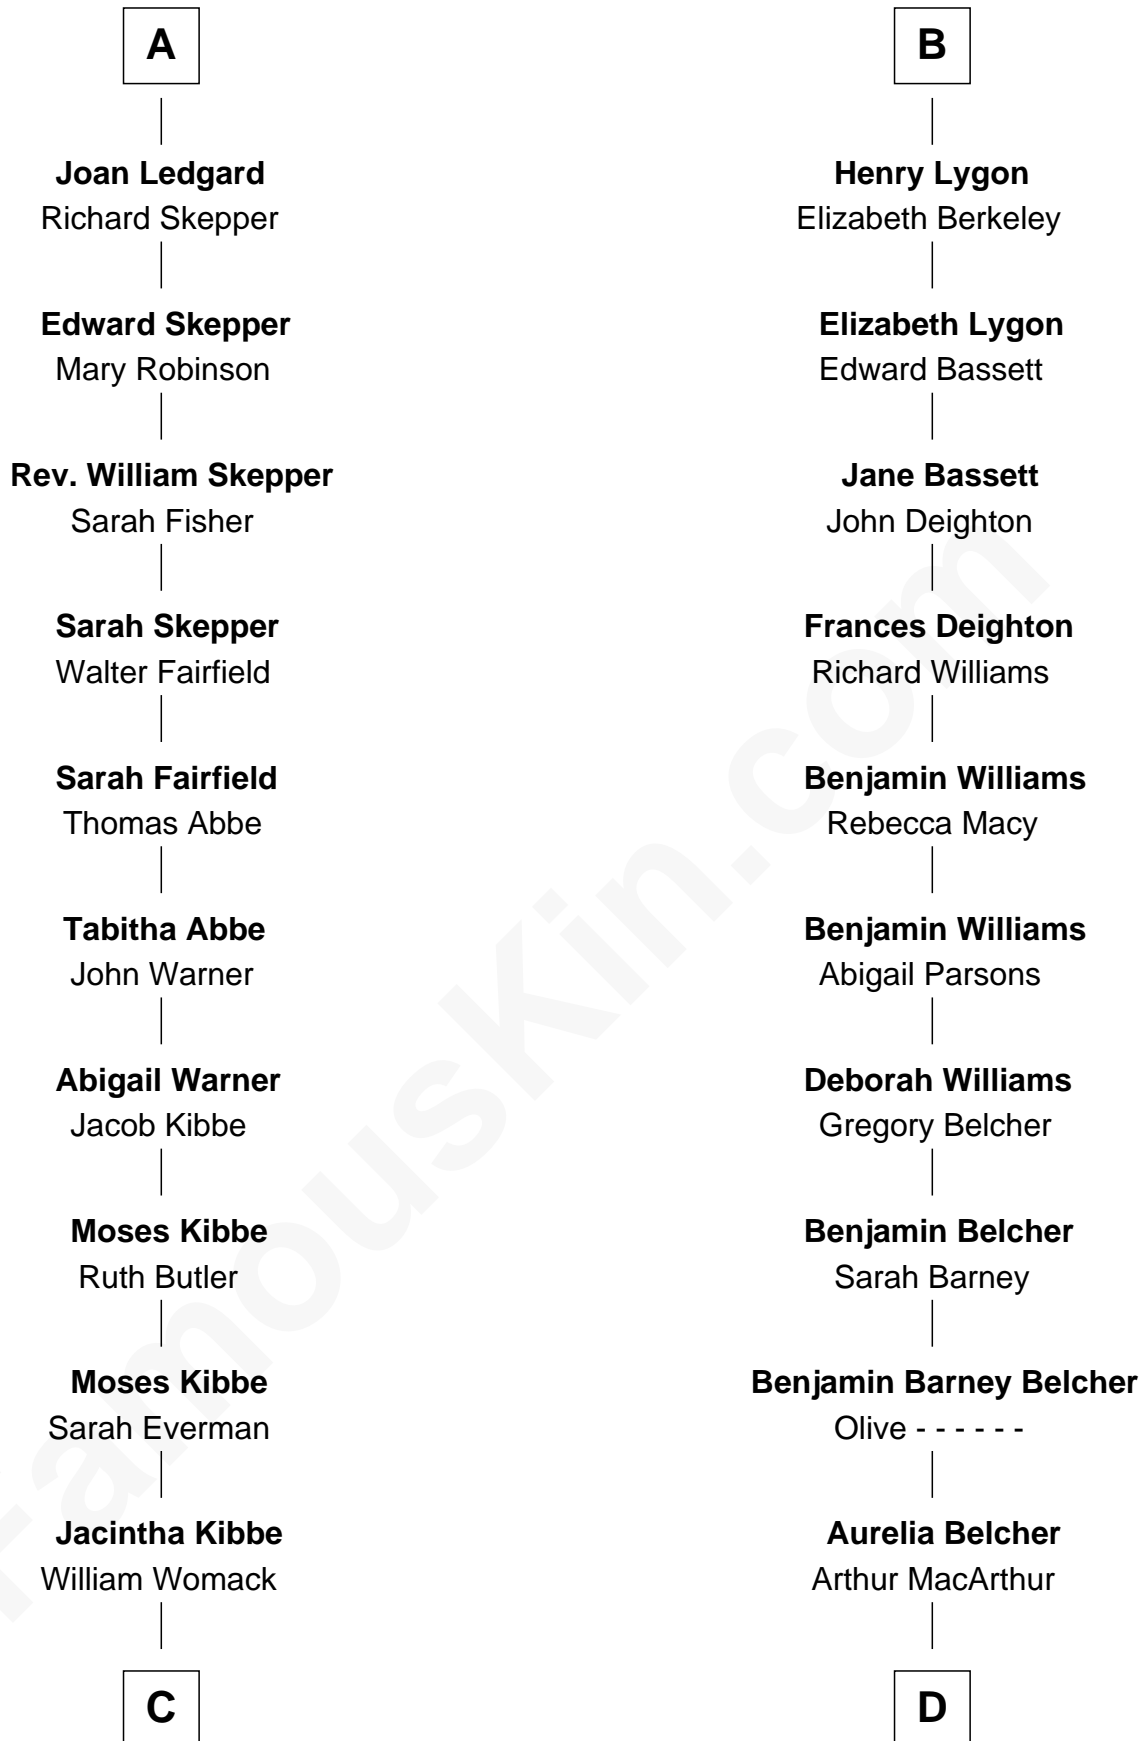 A
Joan Ledgard
Richard Skepper
Edward Skepper
Mary Robinson
Rev. William Skepper
Sarah Fisher
Sarah Skepper
Walter Fairfield
Sarah Fairfield
Thomas Abbe
Tabitha Abbe
John Warner
Abigail Warner
Jacob Kibbe
Moses Kibbe
Ruth Butler
Moses Kibbe
Sarah Everman
Jacintha Kibbe
William Womack
C
B
Henry Lygon
Elizabeth Berkeley
Elizabeth Lygon
Edward Bassett
Jane Bassett
John Deighton
Frances Deighton
Richard Williams
Benjamin Williams
Rebecca Macy
Benjamin Williams
Abigail Parsons
Deborah Williams
Gregory Belcher
Benjamin Belcher
Sarah Barney
Benjamin Barney Belcher
Olive - - - - - -
Aurelia Belcher
Arthur MacArthur
D
FamousKin.com